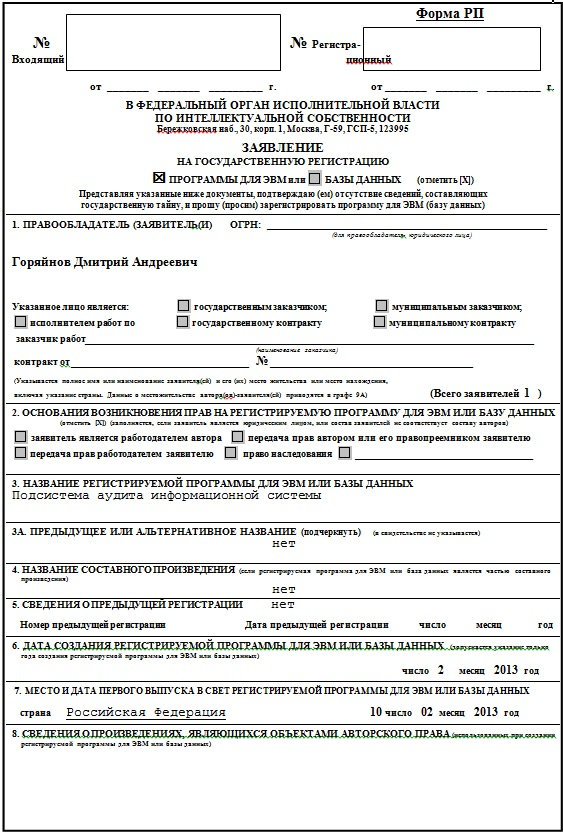 Форма РП
№ № Регистра-
Входящий ционный
от _______ _______ _________ г. от _______ _______ _________ г.
В ФЕДЕРАЛЬНЫЙ ОРГАН ИСПОЛНИТЕЛЬНОЙ ВЛАСТИ
ПО ИНТЕЛЛЕКТУАЛЬНОЙ СОБСТВЕННОСТИ
Бережковская наб., 30, корп. 1, Москва, Г-59, ГСП-5, 123995
ЗАЯВЛЕНИЕ
НА ГОСУДАРСТВЕННУЮ РЕГИСТРАЦИЮ
☒ ПРОГРАММЫ ДЛЯ ЭВМ или ☐ БАЗЫ ДАННЫХ (отметить [X])
Представляя указанные ниже документы, подтверждаю (ем) отсутствие сведений, составляющих
государственную тайну, и прошу (просим) зарегистрировать программу для ЭВМ (базу данных)
1. ПРАВООБЛАДАТЕЛЬ (ЗАЯВИТЕЛЬ(И) ОГРН:
(для правообладатель, юридического лица)
Горяйнов Дмитрий Андреевич
Указанное лицо является: ☐ государственным заказчиком; ☐ муниципальным заказчиком;
☐ исполнителем работ по ☐ государственному контракту ☐ муниципальному контракту
заказчик работ
(наименование заказчика)
контракт от №
(Указывается полное имя или наименование заявителя(ей) и его (их) место жительства или место нахождения,
включая указание страны. Данные о местожительстве автора(ов)-заявителя(ей) приводятся в графе 9А) (Всего заявителей 1 )
2. ОСНОВАНИЯ ВОЗНИКНОВЕНИЯ ПРАВ НА РЕГИСТРИРУЕМУЮ ПРОГРАММУ ДЛЯ ЭВМ ИЛИ БАЗУ ДАННЫХ
(отметить [X]) (заполняется, если заявитель является юридическим лицом, или состав заявителей не соответствует составу авторов)
☐ заявитель является работодателем автора ☐ передача прав автором или его правопреемником заявителю
☐ передача прав работодателем заявителю ☐ право наследования ☐
3. НАЗВАНИЕ РЕГИСТРИРУЕМОЙ ПРОГРАММЫ ДЛЯ ЭВМ ИЛИ БАЗЫ ДАННЫХ
Подсистема аудита информационной системы
3А. ПРЕДЫДУЩЕЕ ИЛИ АЛЬТЕРНАТИВНОЕ НАЗВАНИЕ (подчеркнуть) (в свидетельстве не указывается)
нет
4. НАЗВАНИЕ СОСТАВНОГО ПРОИЗВЕДЕНИЯ (если регистрируемая программа для ЭВМ или база данных является частью составного
произведения)
нет
5. СВЕДЕНИЯ О ПРЕДЫДУЩЕЙ РЕГИСТРАЦИИ нет
Номер предыдущей регистрации Дата предыдущей регистрации число месяц год
6. ДАТА СОЗДАНИЯ РЕГИСТРИРУЕМОЙ ПРОГРАММЫ ДЛЯ ЭВМ ИЛИ БАЗЫ ДАННЫХ (допускается указание только
года создания регистрируемой программы для ЭВМ или базы данных)
число 2 месяц 2013 год
7. МЕСТО И ДАТА ПЕРВОГО ВЫПУСКА В СВЕТ РЕГИСТРИРУЕМОЙ ПРОГРАММЫ ДЛЯ ЭВМ ИЛИ БАЗЫ ДАННЫХ
страна Российская Федерация 10 число 02 месяц 2013 год
8. СВЕДЕНИЯ О ПРОИЗВЕДЕНИЯХ, ЯВЛЯЮЩИХСЯ ОБЪЕКТАМИ АВТОРСКОГО ПРАВА (использованных при создании
регистрируемой программы для ЭВМ или базы данных)